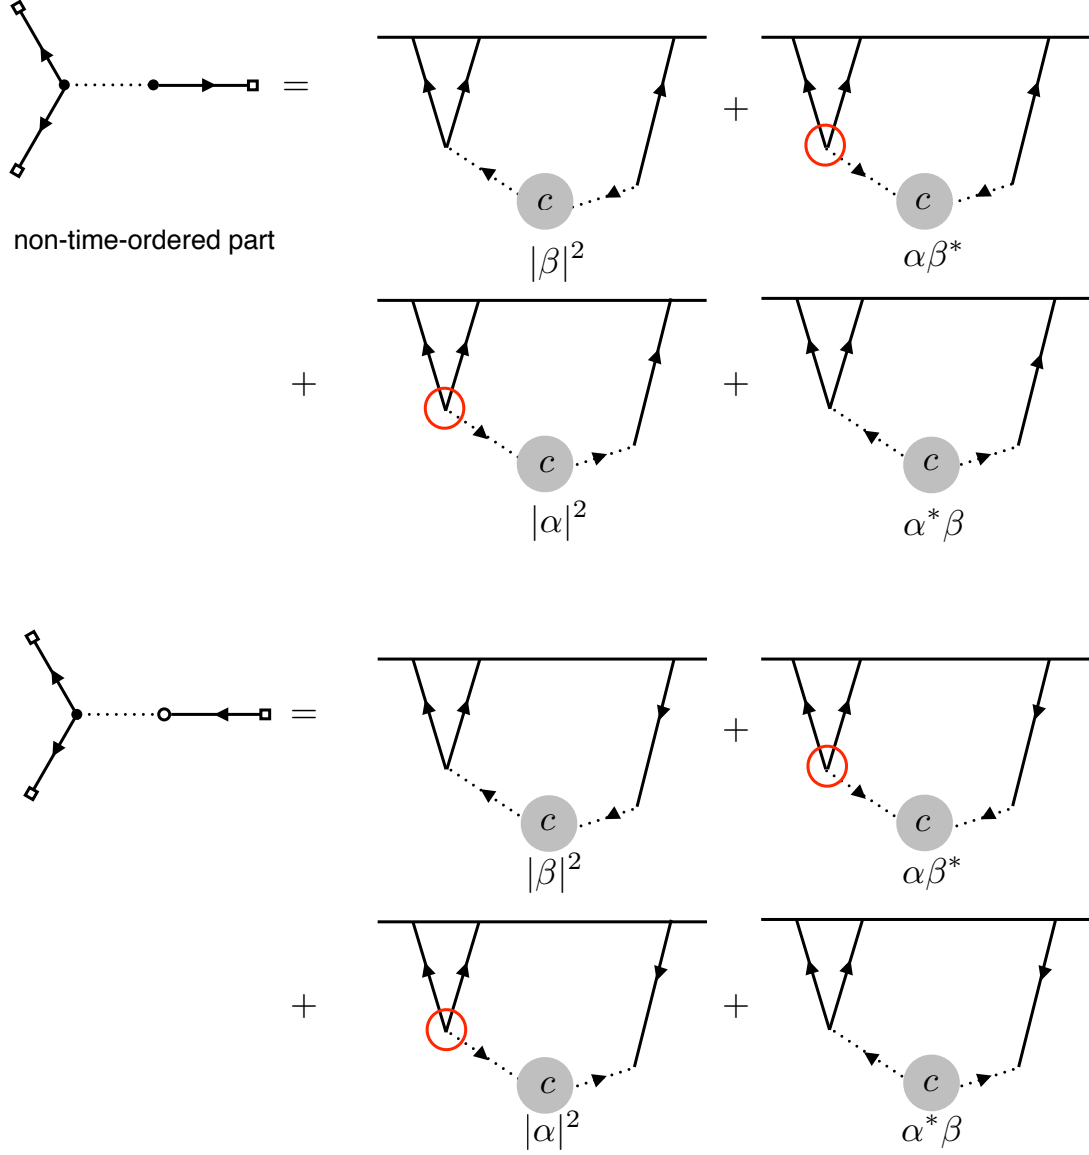 =
+
c
c
non-time-ordered part
|β|²
αβ*
+
+
c
c
|α|²
α*β
=
+
c
c
|β|²
αβ*
+
+
c
c
|α|²
α*β